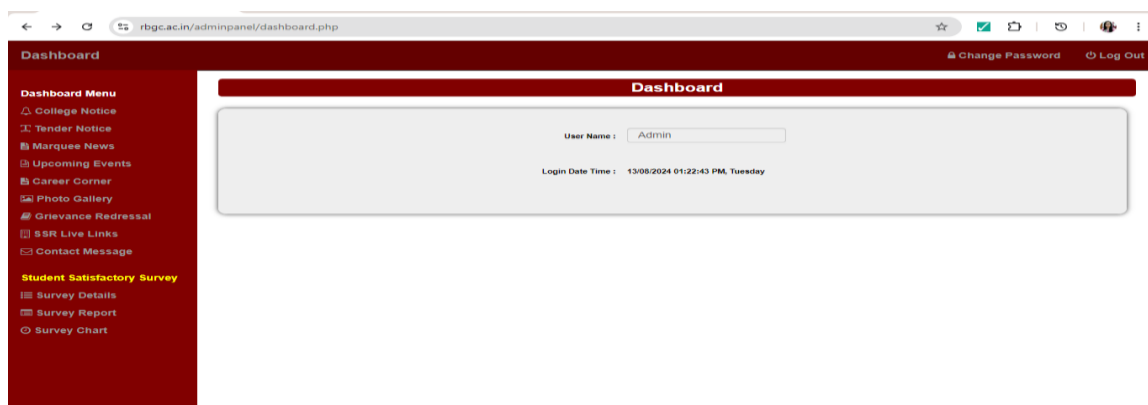 rbgc.ac.in/adminpanel/dashboard.php
Dashboard
Change Password
Log Out
Dashboard Menu
College Notice
Tender Notice
Marquee News
Upcoming Events
Career Corner
Photo Gallery
Grievance Redressal
SSR Live Links
Contact Message
Student Satisfactory Survey
Survey Details
Survey Report
Survey Chart
Dashboard
User Name : Admin
Login Date Time : 13/08/2024 01:22:43 PM, Tuesday